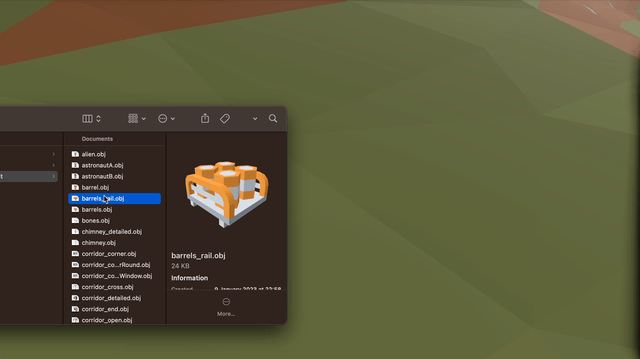 Documents
t
alien.obj
astronautA.obj
astronautB.obj
barrel.obj
barrels_rail.obj
barrels.obj
bones.obj
chimney_detailed.obj
chimney.obj
corridor_corner.obj
corridor_co...rRound.obj
corridor_co...Window.obj
corridor_cross.obj
corridor_detailed.obj
corridor_end.obj
corridor_open.obj
barrels_rail.obj
24 KB
Information
Created 9 January 2023 at 22:58
More...